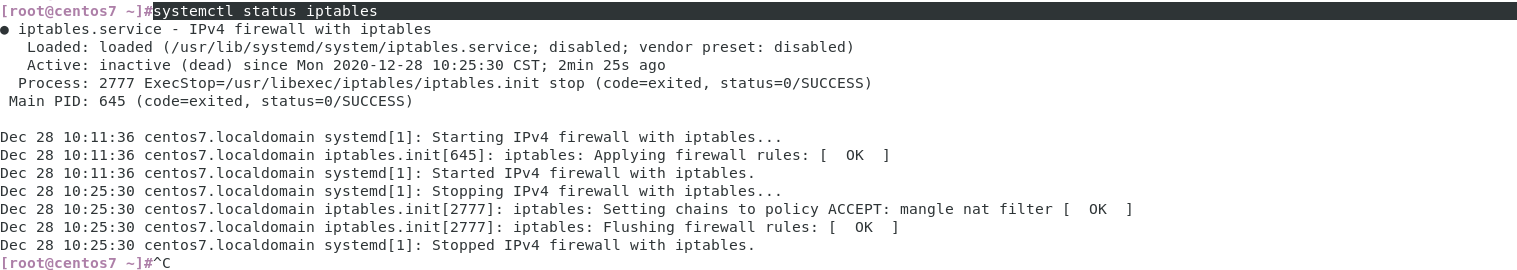 [root@centos7 ~]#systemctl status iptables
● iptables.service - IPv4 firewall with iptables
   Loaded: loaded (/usr/lib/systemd/system/iptables.service; disabled; vendor preset: disabled)
   Active: inactive (dead) since Mon 2020-12-28 10:25:30 CST; 2min 25s ago
  Process: 2777 ExecStop=/usr/libexec/iptables/iptables.init stop (code=exited, status=0/SUCCESS)
 Main PID: 645 (code=exited, status=0/SUCCESS)

Dec 28 10:11:36 centos7.localdomain systemd[1]: Starting IPv4 firewall with iptables...
Dec 28 10:11:36 centos7.localdomain iptables.init[645]: iptables: Applying firewall rules: [  OK  ]
Dec 28 10:11:36 centos7.localdomain systemd[1]: Started IPv4 firewall with iptables.
Dec 28 10:25:30 centos7.localdomain systemd[1]: Stopping IPv4 firewall with iptables...
Dec 28 10:25:30 centos7.localdomain iptables.init[2777]: iptables: Setting chains to policy ACCEPT: mangle nat filter [  OK  ]
Dec 28 10:25:30 centos7.localdomain iptables.init[2777]: iptables: Flushing firewall rules: [  OK  ]
Dec 28 10:25:30 centos7.localdomain systemd[1]: Stopped IPv4 firewall with iptables.
[root@centos7 ~]#^C